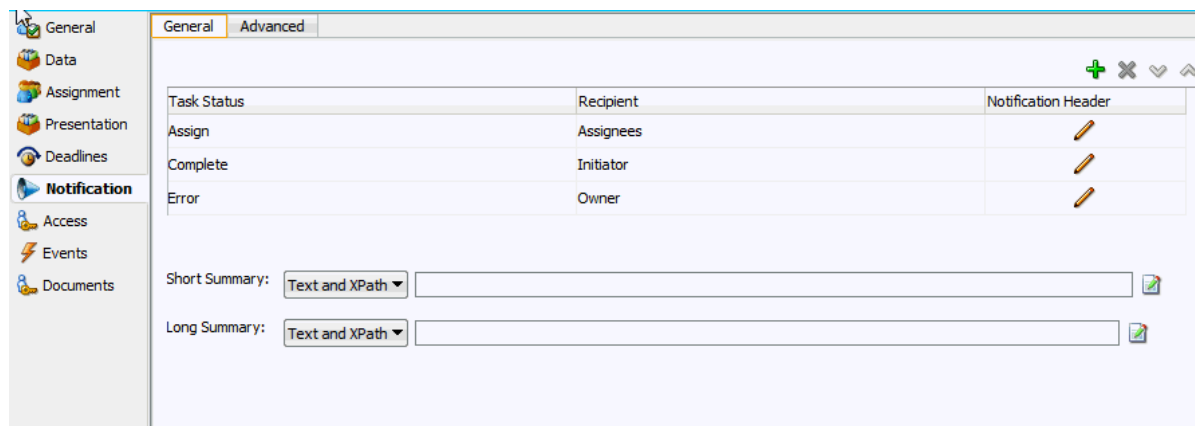 General
Data
Assignment
Presentation
Deadlines
Notification
Access
Events
Documents
General Advanced
Task Status Recipient Notification Header
Assign Assignees
Complete Initiator
Error Owner
Short Summary: Text and XPath
Long Summary: Text and XPath